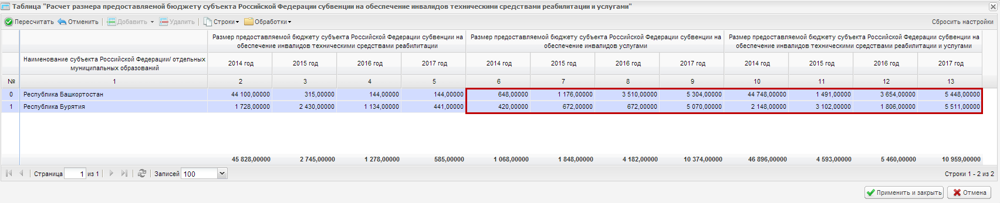 Таблица "Расчет размера предоставляемой бюджету субъекта Российской Федерации субвенции на обеспечение инвалидов техническими средствами реабилитации и услугами"
Пересчитать Отменить Добавить Удалить Строки Обработки Сбросить настройки
Размер предоставляемой бюджету субъекта Российской Федерации субвенции на
обеспечение инвалидов техническими средствами реабилитации
Размер предоставляемой бюджету субъекта Российской Федерации субвенции на
обеспечение инвалидов услугами
Размер предоставляемой бюджету субъекта Российской Федерации субвенции на
обеспечение инвалидов техническими средствами реабилитации и услугами
Наименование субъекта Российской Федерации/ отдельных
муниципальных образований
2014 год 2015 год 2016 год 2017 год 2014 год 2015 год 2016 год 2017 год 2014 год 2015 год 2016 год 2017 год
№ 1 2 3 4 5 6 7 8 9 10 11 12 13
0 Республика Башкортостан 44 100,00000 315,00000 144,00000 144,00000 648,00000 1 176,00000 3 510,00000 5 304,00000 44 748,00000 1 491,00000 3 654,00000 5 448,00000
1 Республика Бурятия 1 728,00000 2 430,00000 1 134,00000 441,00000 420,00000 672,00000 672,00000 5 070,00000 2 148,00000 3 102,00000 1 806,00000 5 511,00000
45 828,00000 2 745,00000 1 278,00000 585,00000 1 068,00000 1 848,00000 4 182,00000 10 374,00000 46 896,00000 4 593,00000 5 460,00000 10 959,00000
Страница 1 из 1 Записей 100 Строки 1 - 2 из 2
Применить и закрыть Отмена